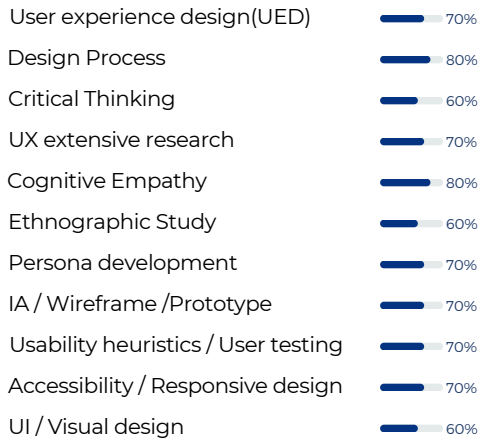 User experience design(UED) 70%
Design Process 80%
Critical Thinking 60%
UX extensive research 70%
Cognitive Empathy 80%
Ethnographic Study 60%
Persona development 70%
IA / Wireframe /Prototype 70%
Usability heuristics / User testing 70%
Accessibility / Responsive design 70%
UI / Visual design 60%